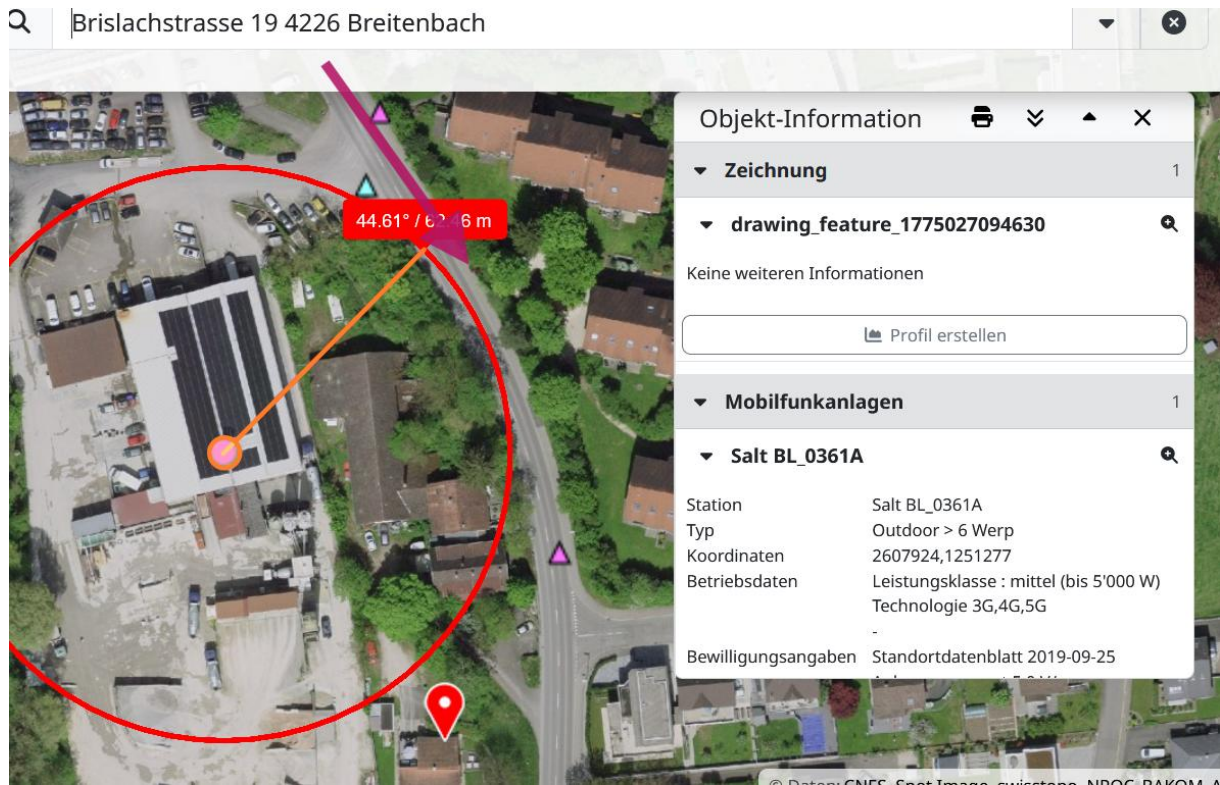 Brislachstrasse 19 4226 Breitenbach
44.61° / 62.46 m
Objekt-Information
Zeichnung 1
drawing_feature_1775027094630
Keine weiteren Informationen
Profil erstellen
Mobilfunkanlagen 1
Salt BL_0361A
Station Salt BL_0361A
Typ Outdoor > 6 Werp
Koordinaten 2607924,1251277
Betriebsdaten Leistungsklasse : mittel (bis 5'000 W)
Technologie 3G,4G,5G
-
Bewilligungsangaben Standortdatenblatt 2019-09-25
© Daten: CNES, Spot Image, swisstopo, NPOC, BAKOM